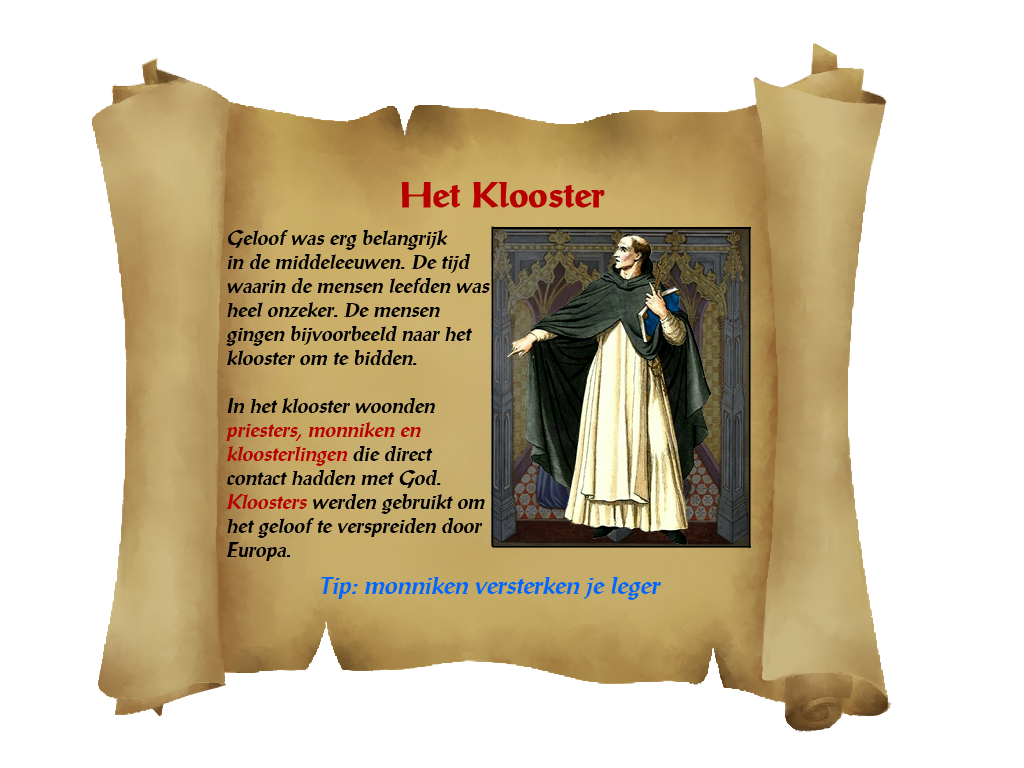 Het Klooster
Geloof was erg belangrijk
in de middeleeuwen. De tijd
waarin de mensen leefden was
heel onzeker. De mensen
gingen bijvoorbeeld naar het
klooster om te bidden.
In het klooster woonden
priesters, monniken en
kloosterlingen die direct
contact hadden met God.
Kloosters werden gebruikt om
het geloof te verspreiden door
Europa.
Tip: monniken versterken je leger